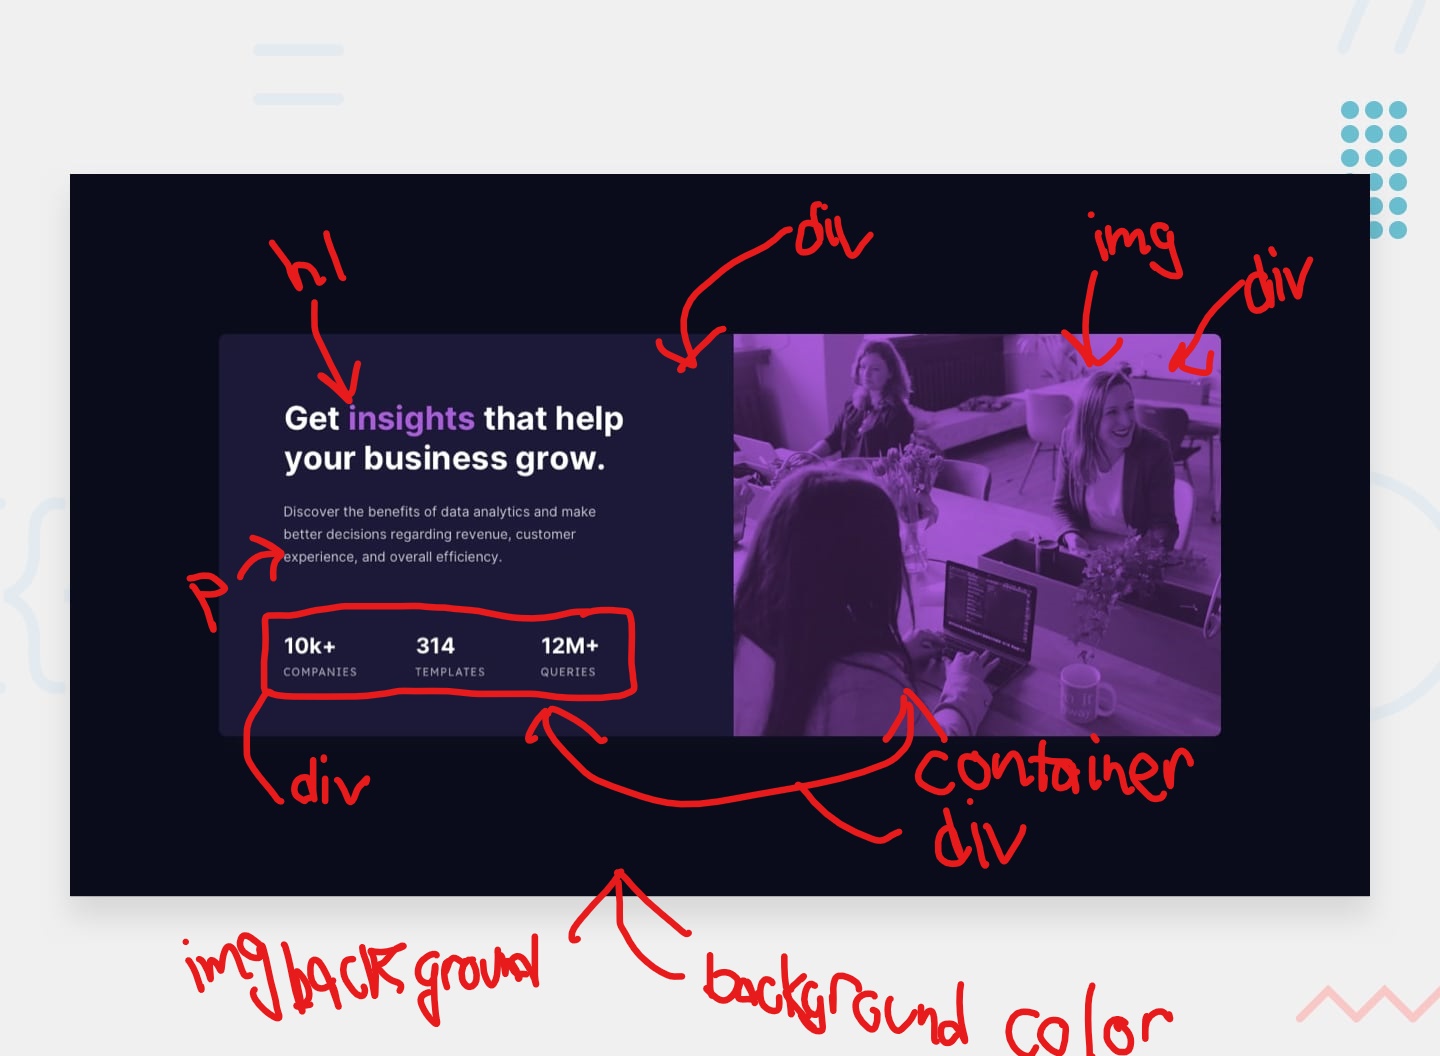 div
img
h1
div
Get insights that help
your business grow.
Discover the benefits of data analytics and make
better decisions regarding revenue, customer
experience, and overall efficiency.
P
10k+ 314 12M+
COMPANIES TEMPLATES QUERIES
div
container
div
img background
background color